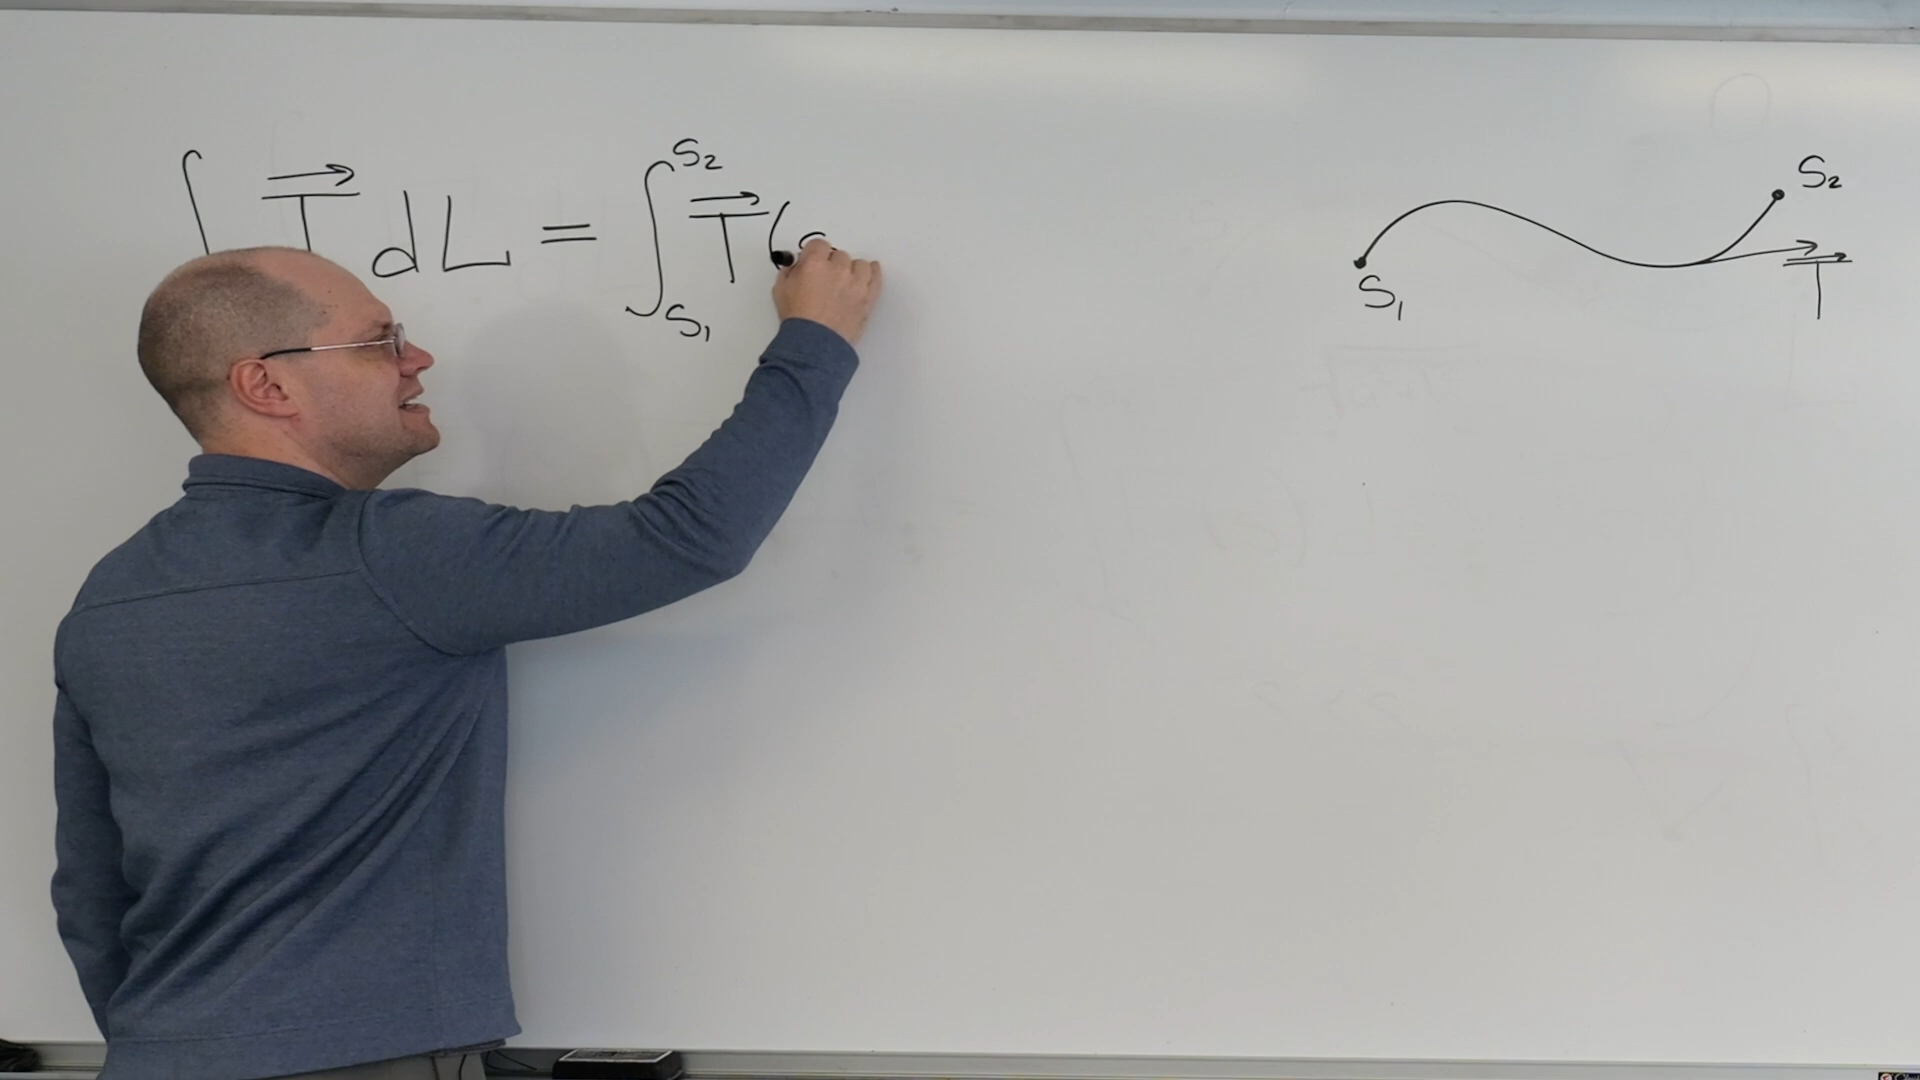 ∫ T⃗ dL = ∫_{S₁}^{S₂} T⃗(s
S₂
S₁
T⃗